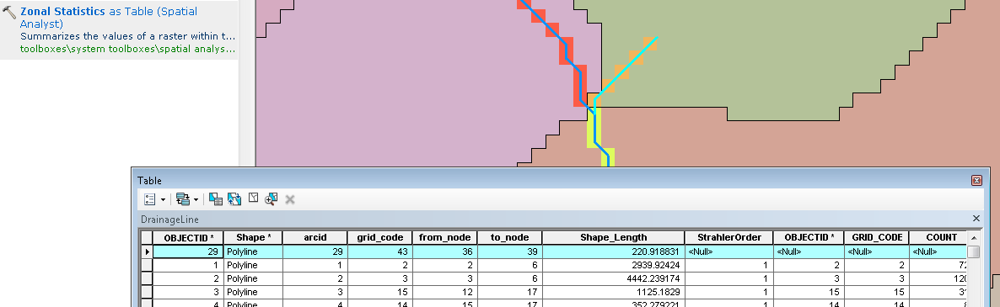 Zonal Statistics as Table (Spatial
Analyst)
Summarizes the values of a raster within t...
toolboxes\system toolboxes\spatial analys...
Table
DrainageLine
OBJECTID * Shape * arcid grid_code from_node to_node Shape_Length StrahlerOrder OBJECTID * GRID_CODE COUNT
29 Polyline 29 43 36 39 220.918831 <Null> <Null> <Null> <Null>
1 Polyline 1 2 2 6 2939.92424 1 2 2 72
2 Polyline 2 3 3 6 4442.239174 1 3 3 120
3 Polyline 3 15 12 17 1125.1829 1 15 15 31
4 Polyline 4 14 15 17 352.279221 1 14 14